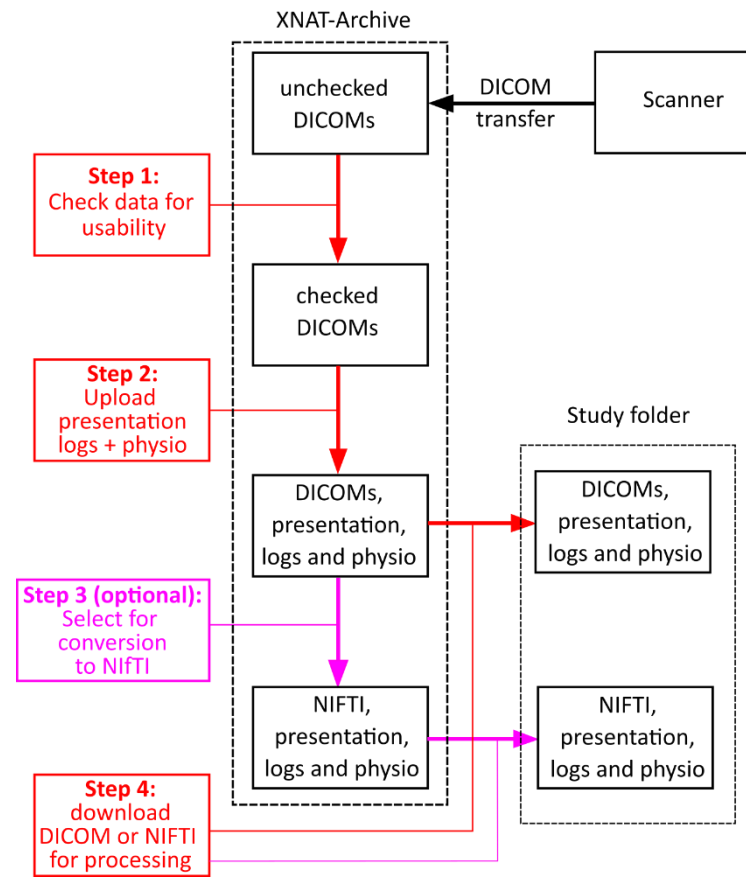 XNAT-Archive
unchecked
DICOMs
DICOM
transfer
Scanner
Step 1:
Check data for
usability
checked
DICOMs
Step 2:
Upload
presentation
logs + physio
Study folder
DICOMs,
presentation,
logs and physio
DICOMs,
presentation,
logs and physio
Step 3 (optional):
Select for
conversion
to NIfTI
NIFTI,
presentation,
logs and physio
NIFTI,
presentation,
logs and physio
Step 4:
download
DICOM or NIFTI
for processing